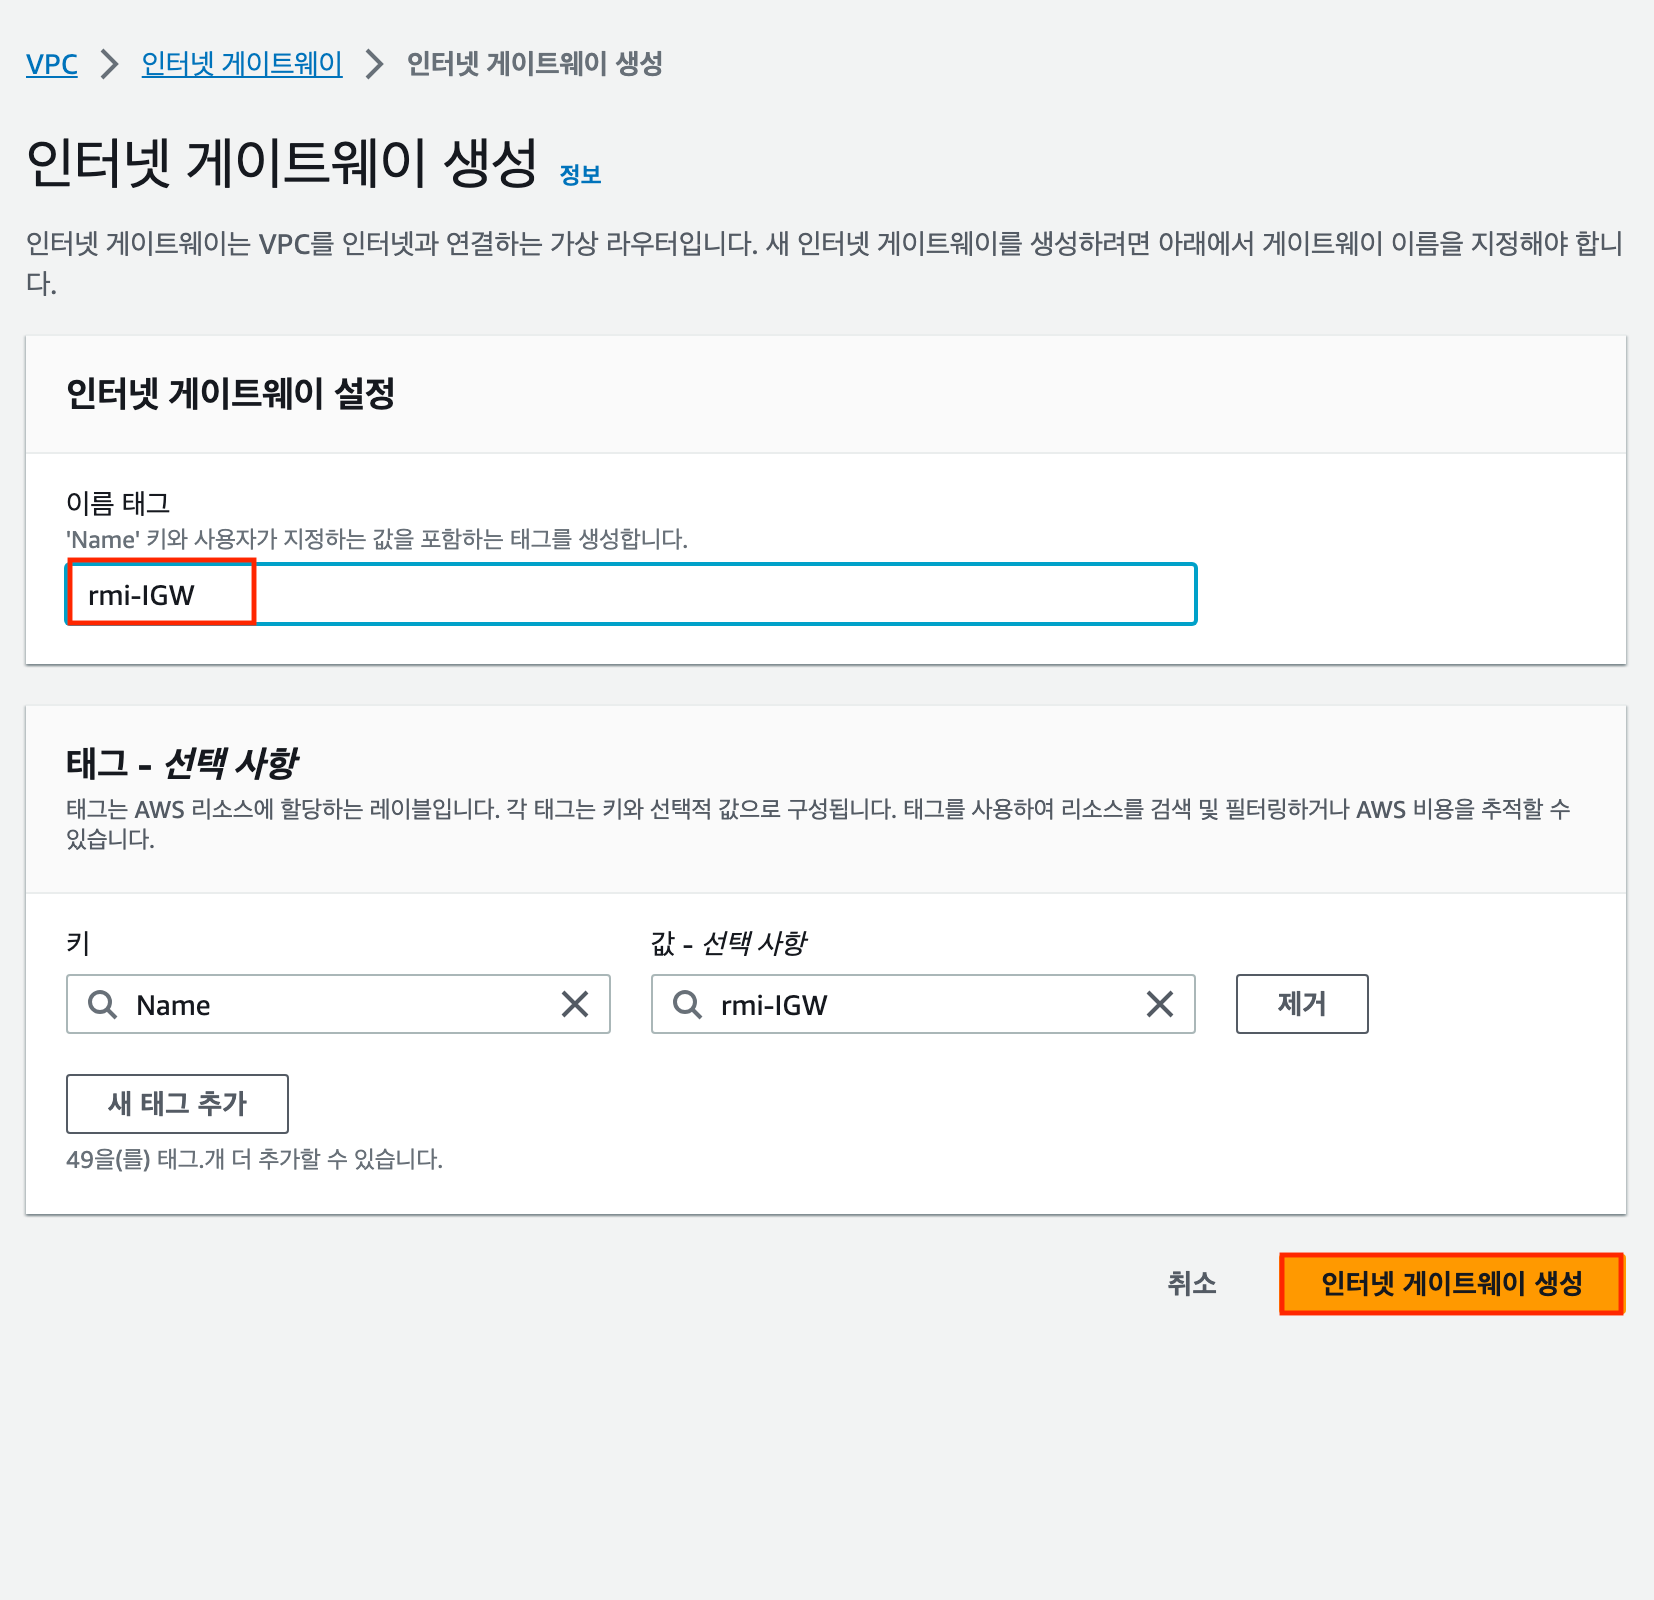 VPC > 인터넷 게이트웨이 > 인터넷 게이트웨이 생성
인터넷 게이트웨이 생성 정보
인터넷 게이트웨이는 VPC를 인터넷과 연결하는 가상 라우터입니다. 새 인터넷 게이트웨이를 생성하려면 아래에서 게이트웨이 이름을 지정해야 합니
다.
인터넷 게이트웨이 설정
이름 태그
'Name' 키와 사용자가 지정하는 값을 포함하는 태그를 생성합니다.
rmi-IGW
태그 - 선택 사항
태그는 AWS 리소스에 할당하는 레이블입니다. 각 태그는 키와 선택적 값으로 구성됩니다. 태그를 사용하여 리소스를 검색 및 필터링하거나 AWS 비용을 추적할 수
있습니다.
키 값 - 선택 사항
Name rmi-IGW 제거
새 태그 추가
49을(를) 태그.개 더 추가할 수 있습니다.
취소 인터넷 게이트웨이 생성